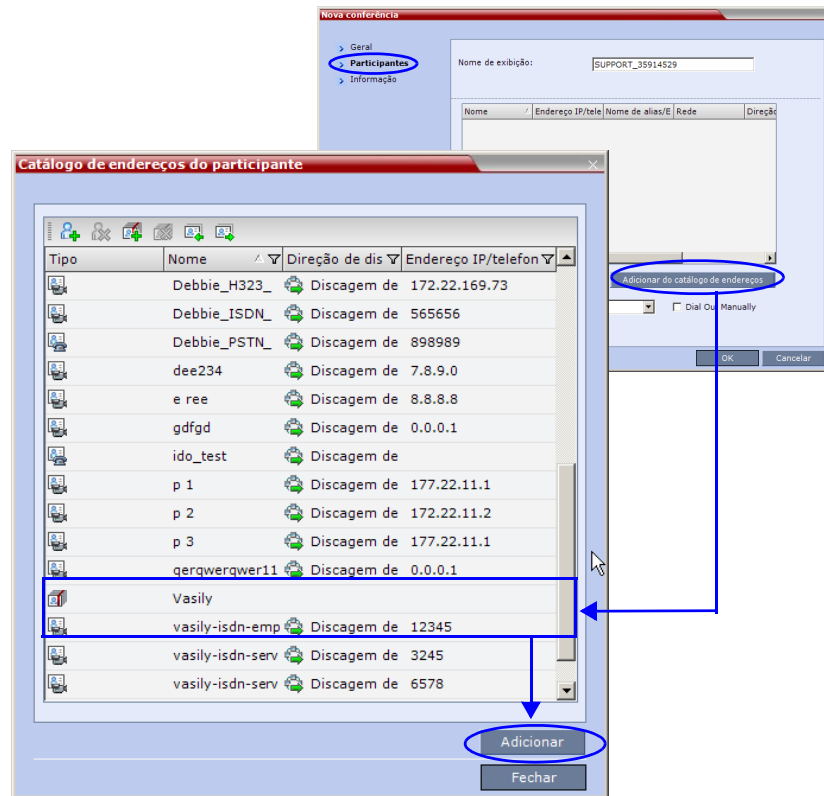 Nova conferência
Geral
Participantes
Informação
Nome de exibição:
SUPPORT_35914529
Nome Endereço IP/tele Nome de alias/E Rede Direçã
Adicionar do catálogo de endereços
Dial Out Manually
OK Cancelar
Catálogo de endereços do participante
Tipo Nome Direção de dis Endereço IP/telefon
Debbie_H323_ Discagem de 172.22.169.73
Debbie_ISDN_ Discagem de 565656
Debbie_PSTN_ Discagem de 898989
dee234 Discagem de 7.8.9.0
e ree Discagem de 8.8.8.8
gdfgd Discagem de 0.0.0.1
ido_test Discagem de
p 1 Discagem de 177.22.11.1
p 2 Discagem de 172.22.11.2
p 3 Discagem de 177.22.11.1
qerqwerqwer11 Discagem de 0.0.0.1
Vasily
vasily-isdn-emp Discagem de 12345
vasily-isdn-serv Discagem de 3245
vasily-isdn-serv Discagem de 6578
Adicionar
Fechar